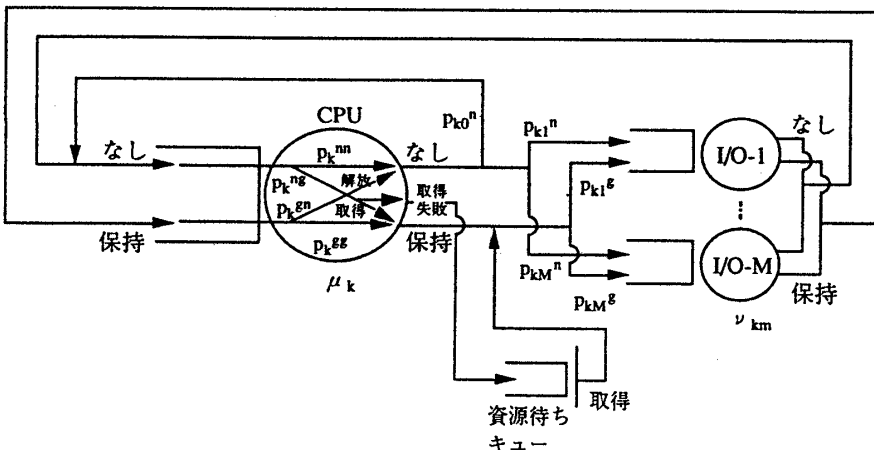 CPU
p_k0^n
なし
p_k^nn
なし
p_k^ng
解放
取得
p_k^gn
取得
失敗
保持
p_k^gg
保持
μ_k
p_k1^n
p_k1^g
I/O-1
なし
p_kM^n
p_kM^g
I/O-M
保持
ν_km
資源待ち
キュー
取得